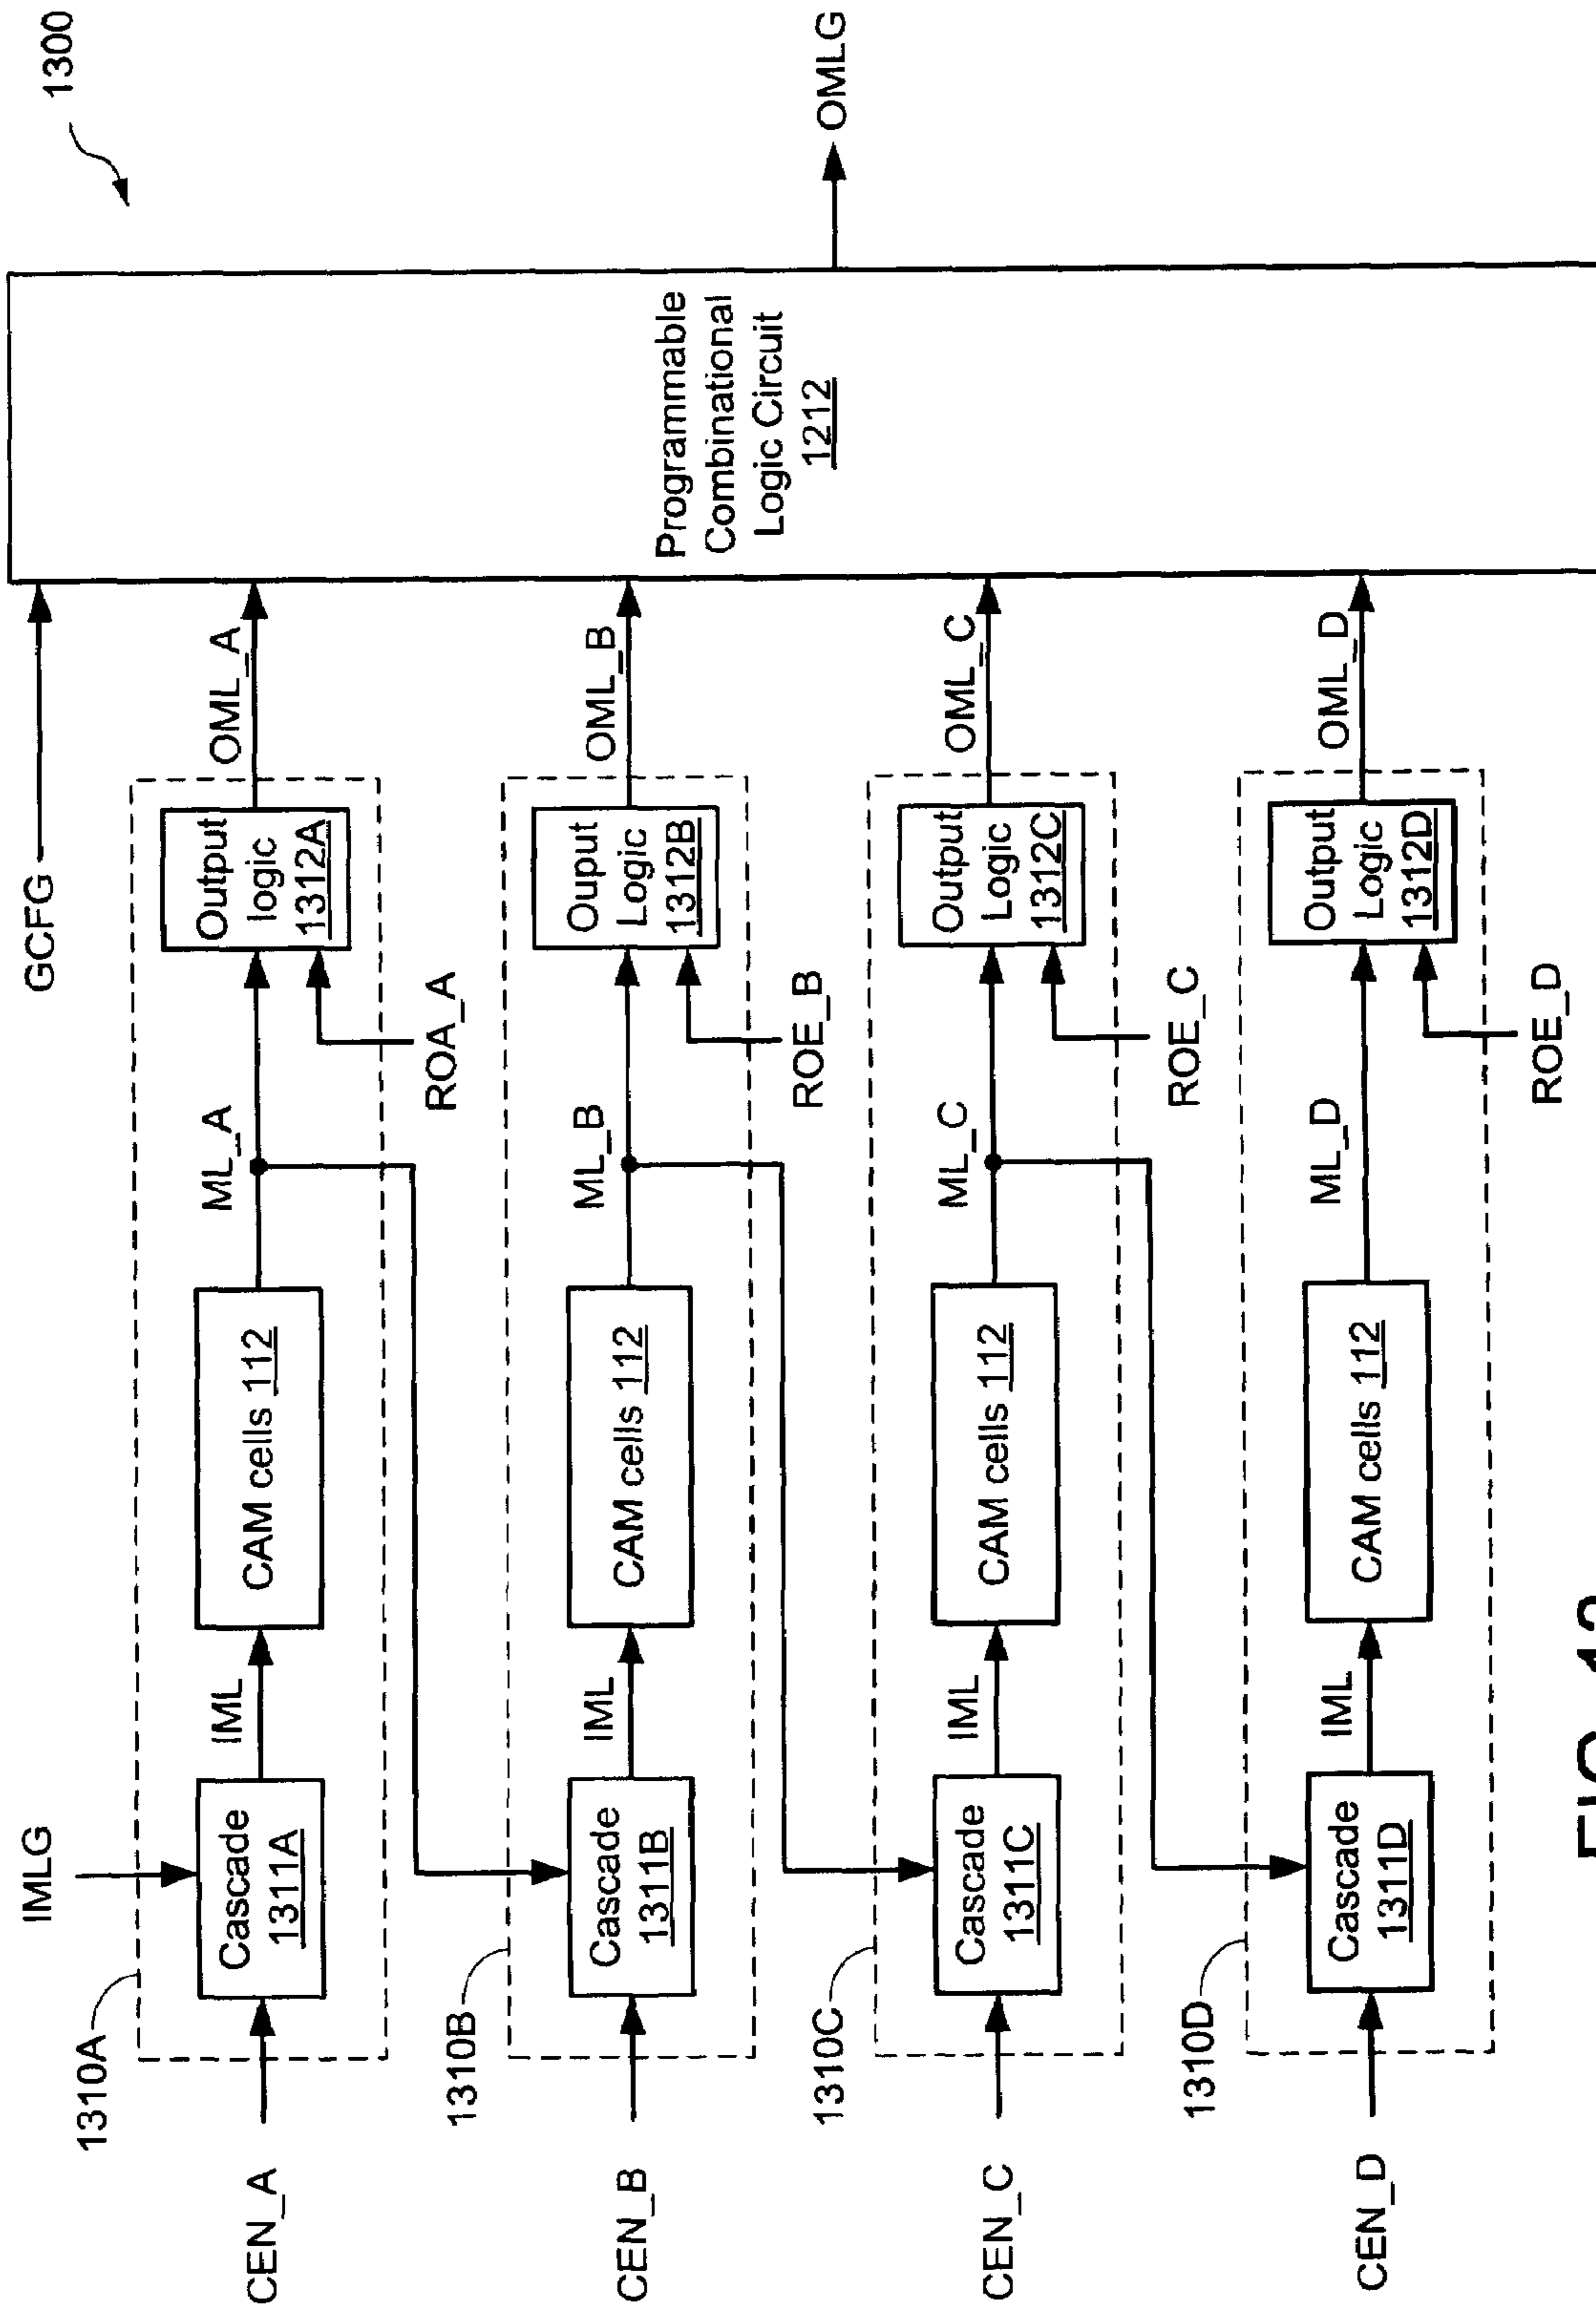 1300
IMLG
GCFG
1310A
CEN_A
Cascade
1311A
IML
CAM cells 112
ML_A
Output
logic
1312A
ROA_A
OML_A
1310B
CEN_B
Cascade
1311B
IML
CAM cells 112
ML_B
Ouput
Logic
1312B
ROE_B
OML_B
1310C
CEN_C
Cascade
1311C
IML
CAM cells 112
ML_C
Output
Logic
1312C
ROE_C
OML_C
1310D
CEN_D
Cascade
1311D
IML
CAM cells 112
ML_D
Output
Logic
1312D
ROE_D
OML_D
Programmable
Combinational
Logic Circuit
1212
OMLG